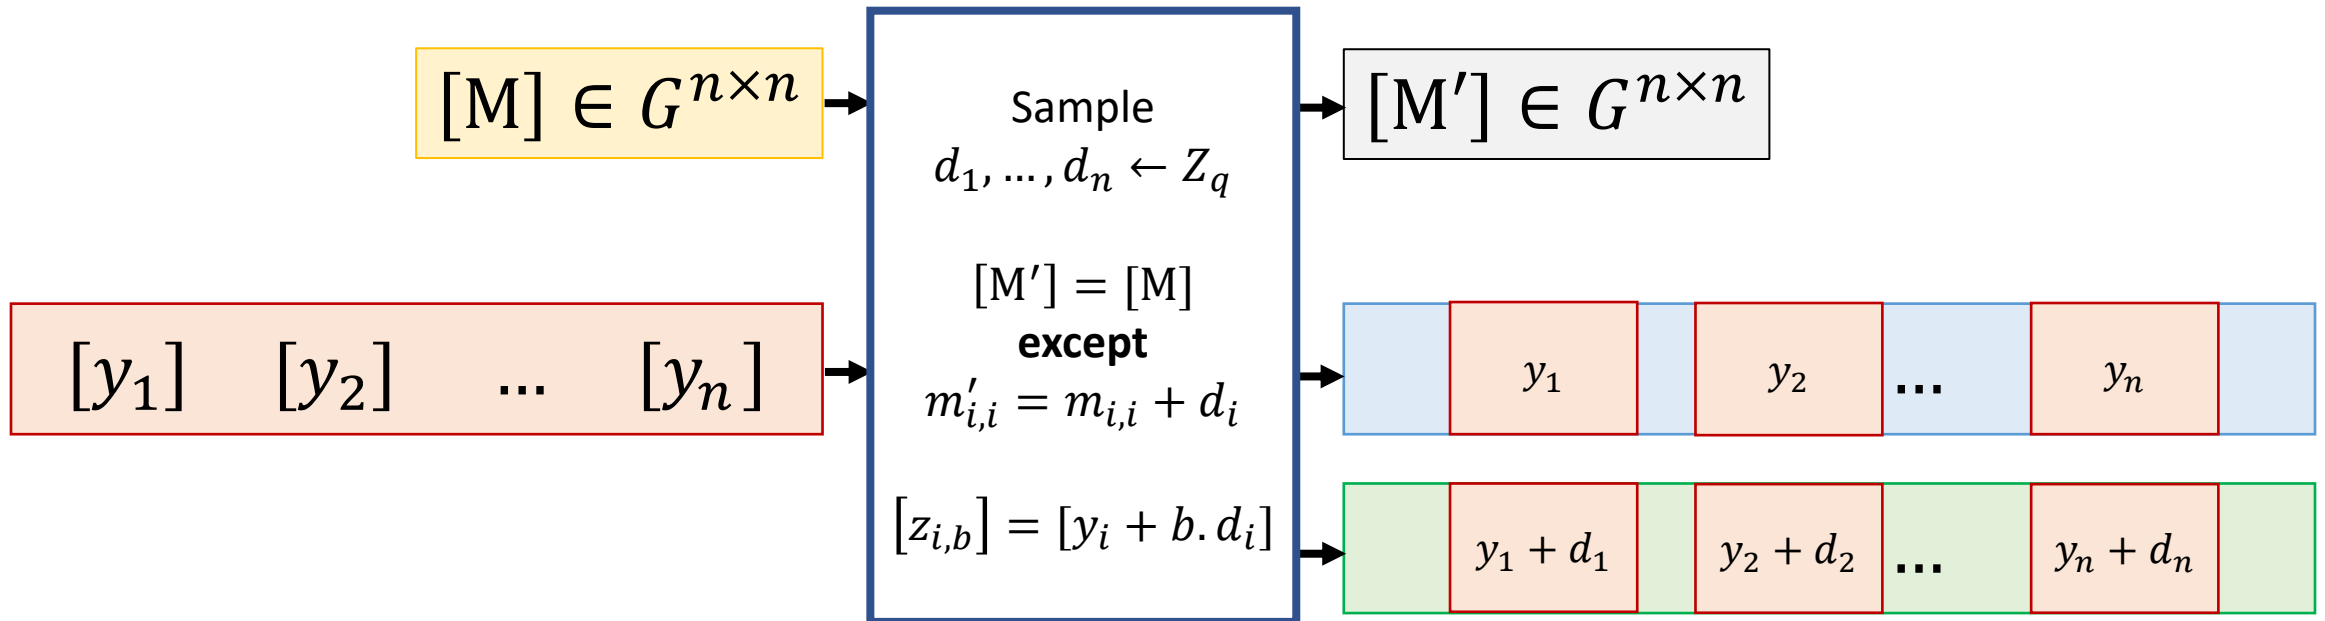 [M] ∈ G^{n×n}
Sample
d_1, ..., d_n ← Z_q
[M′] = [M]
except
m′_{i,i} = m_{i,i} + d_i
[z_{i,b}] = [y_i + b. d_i]
[M′] ∈ G^{n×n}
[y_1] [y_2] ... [y_n]
y_1 y_2 ... y_n
y_1 + d_1 y_2 + d_2 ... y_n + d_n